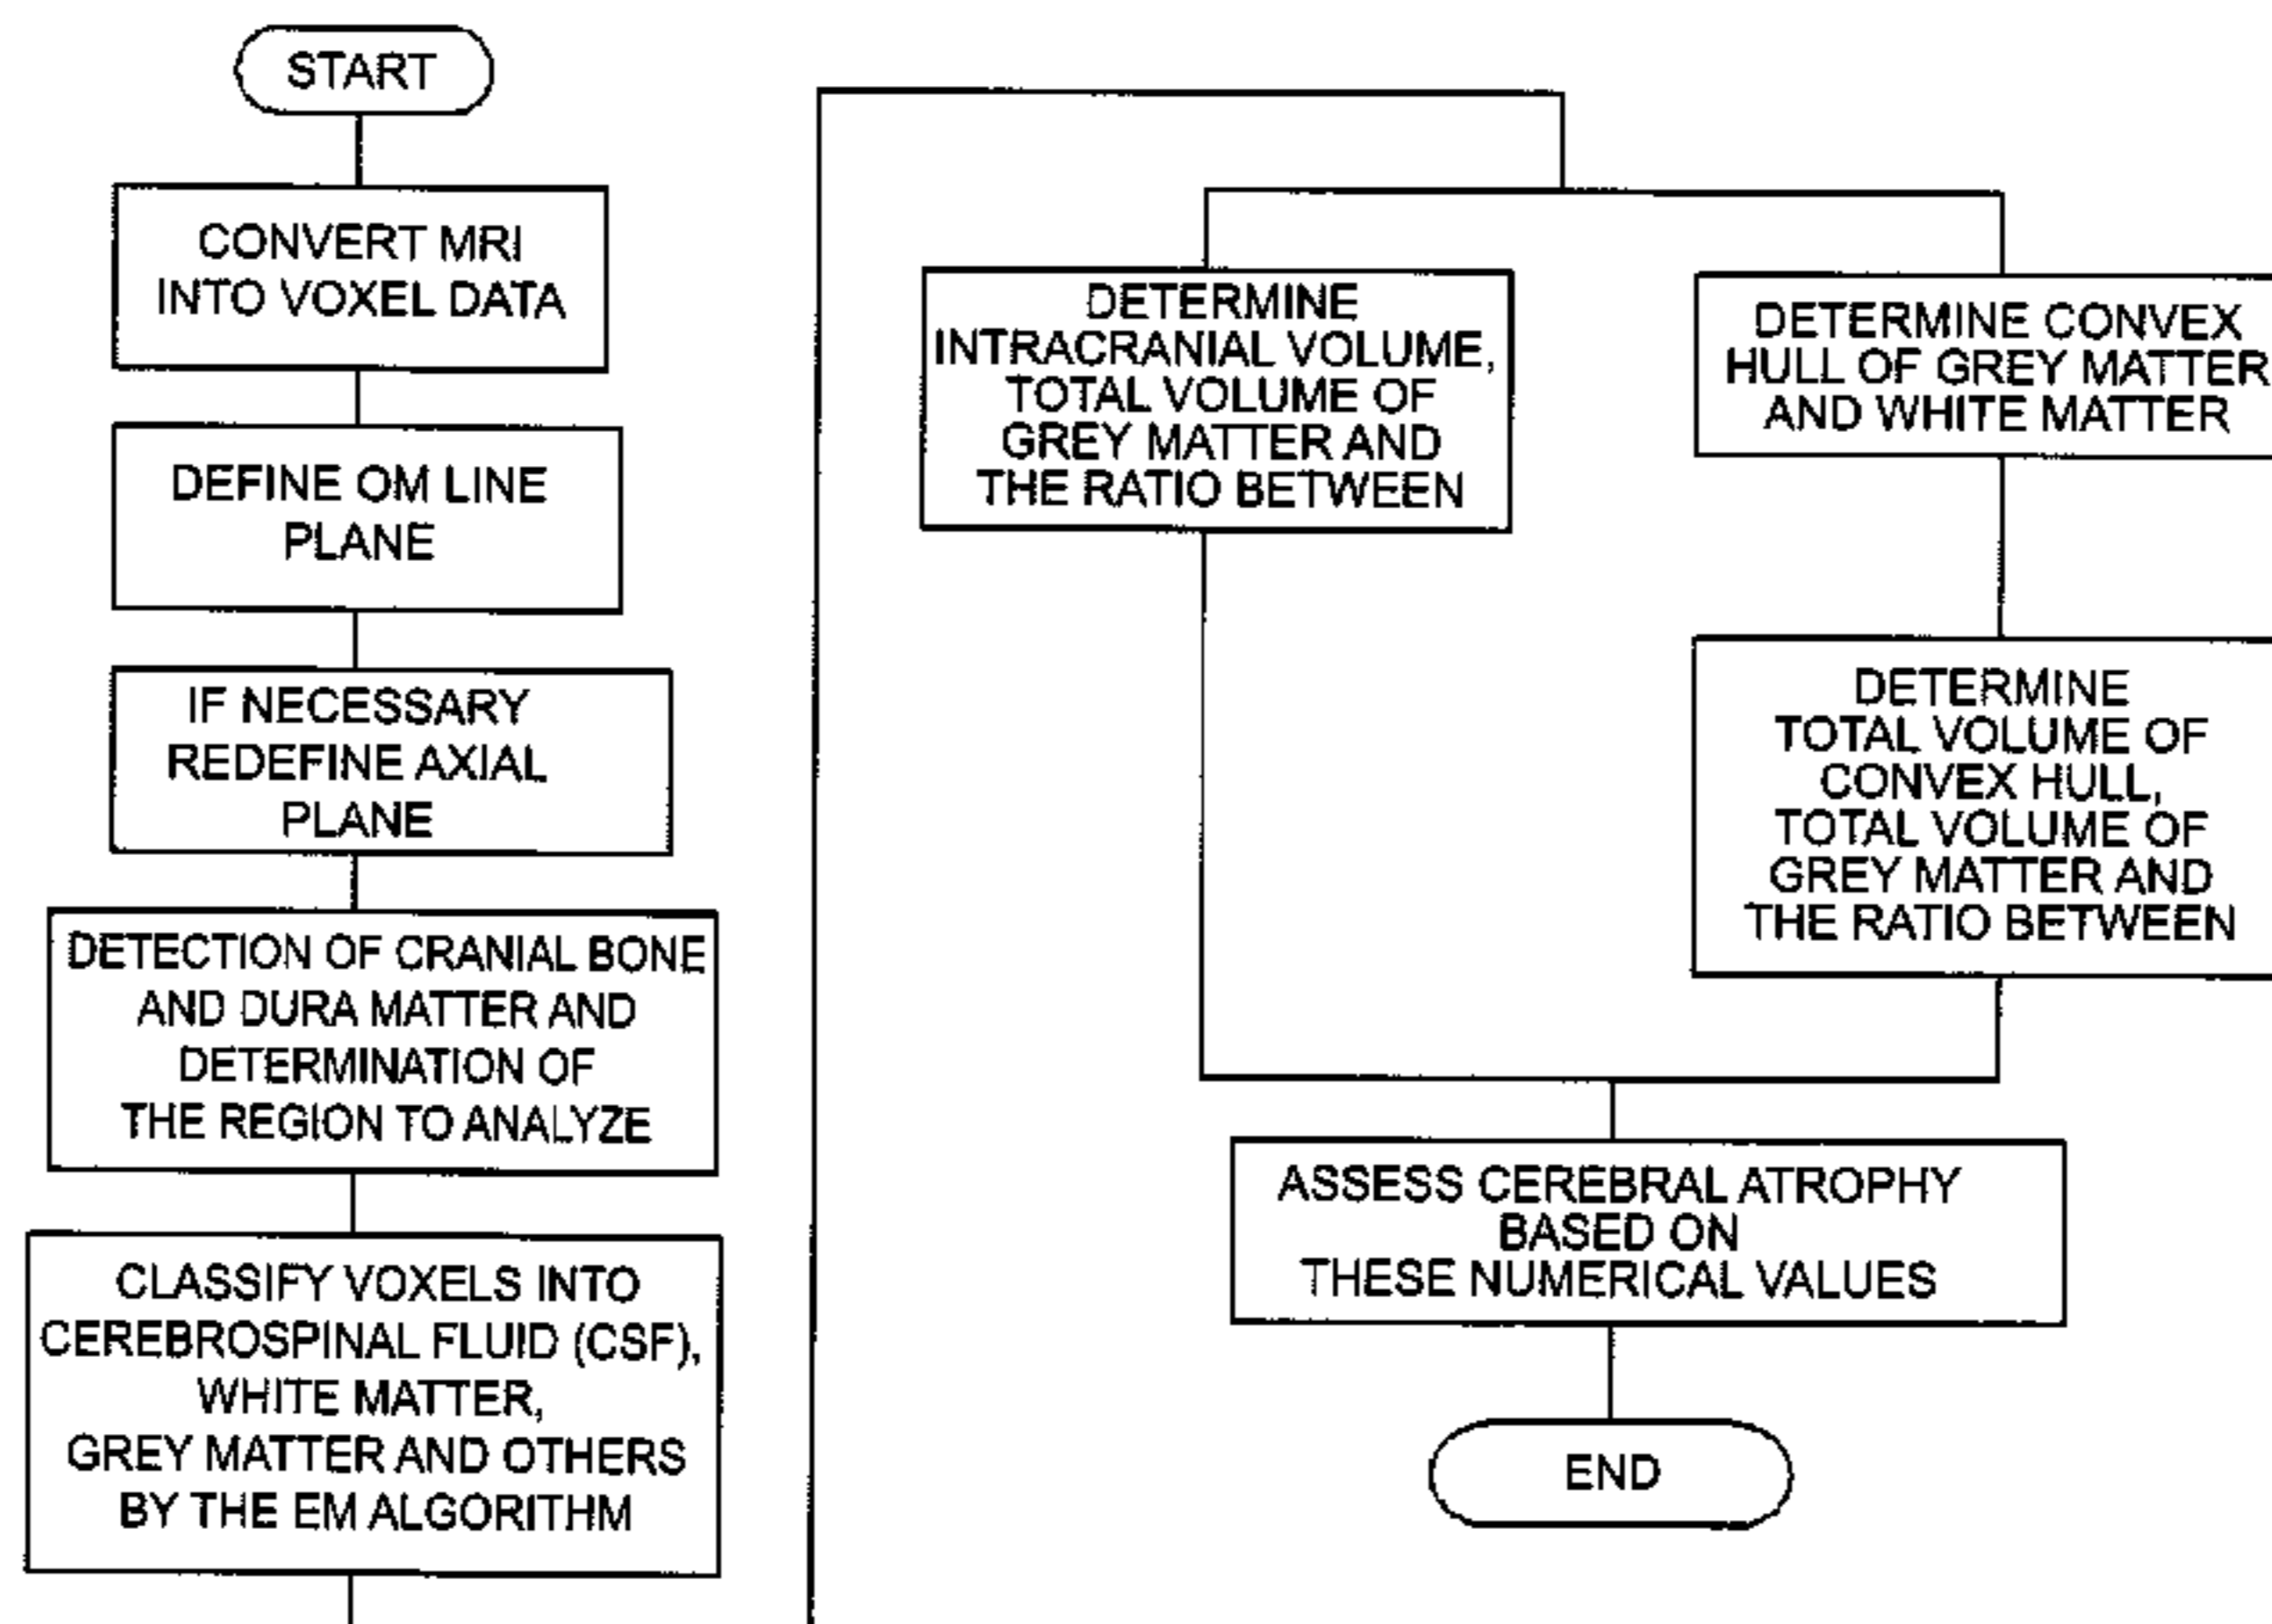 START
CONVERT MRI
INTO VOXEL DATA
DEFINE OM LINE
PLANE
IF NECESSARY
REDEFINE AXIAL
PLANE
DETECTION OF CRANIAL BONE
AND DURA MATTER AND
DETERMINATION OF
THE REGION TO ANALYZE
CLASSIFY VOXELS INTO
CEREBROSPINAL FLUID (CSF),
WHITE MATTER,
GREY MATTER AND OTHERS
BY THE EM ALGORITHM
DETERMINE
INTRACRANIAL VOLUME,
TOTAL VOLUME OF
GREY MATTER AND
THE RATIO BETWEEN
DETERMINE CONVEX
HULL OF GREY MATTER
AND WHITE MATTER
DETERMINE
TOTAL VOLUME OF
CONVEX HULL,
TOTAL VOLUME OF
GREY MATTER AND
THE RATIO BETWEEN
ASSESS CEREBRAL ATROPHY
BASED ON
THESE NUMERICAL VALUES
END